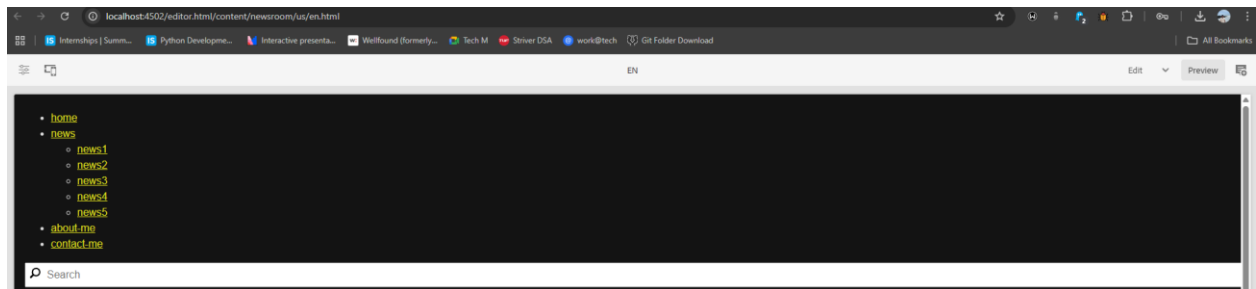 localhost:4502/editor.html/content/newsroom/us/en.html
Internships | Summ... Python Developme... Interactive presenta... Wellfound (formerly... Tech M Striver DSA work@tech Git Folder Download All Bookmarks
EN Edit Preview
home
news
news1
news2
news3
news4
news5
about-me
contact-me
Search